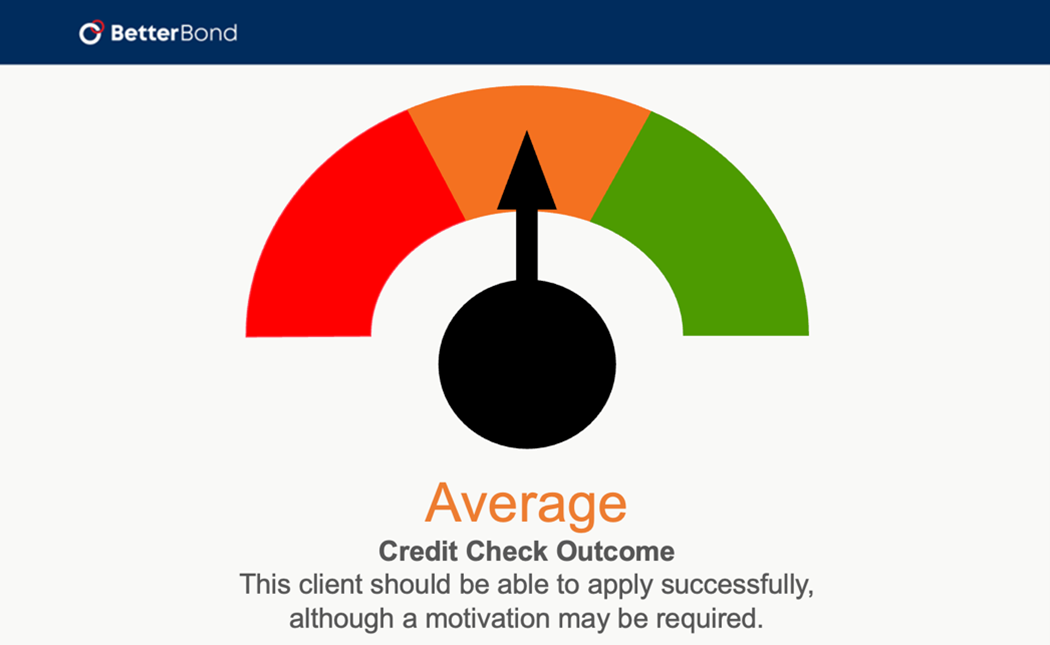 BetterBond
Average
Credit Check Outcome
This client should be able to apply successfully,
although a motivation may be required.